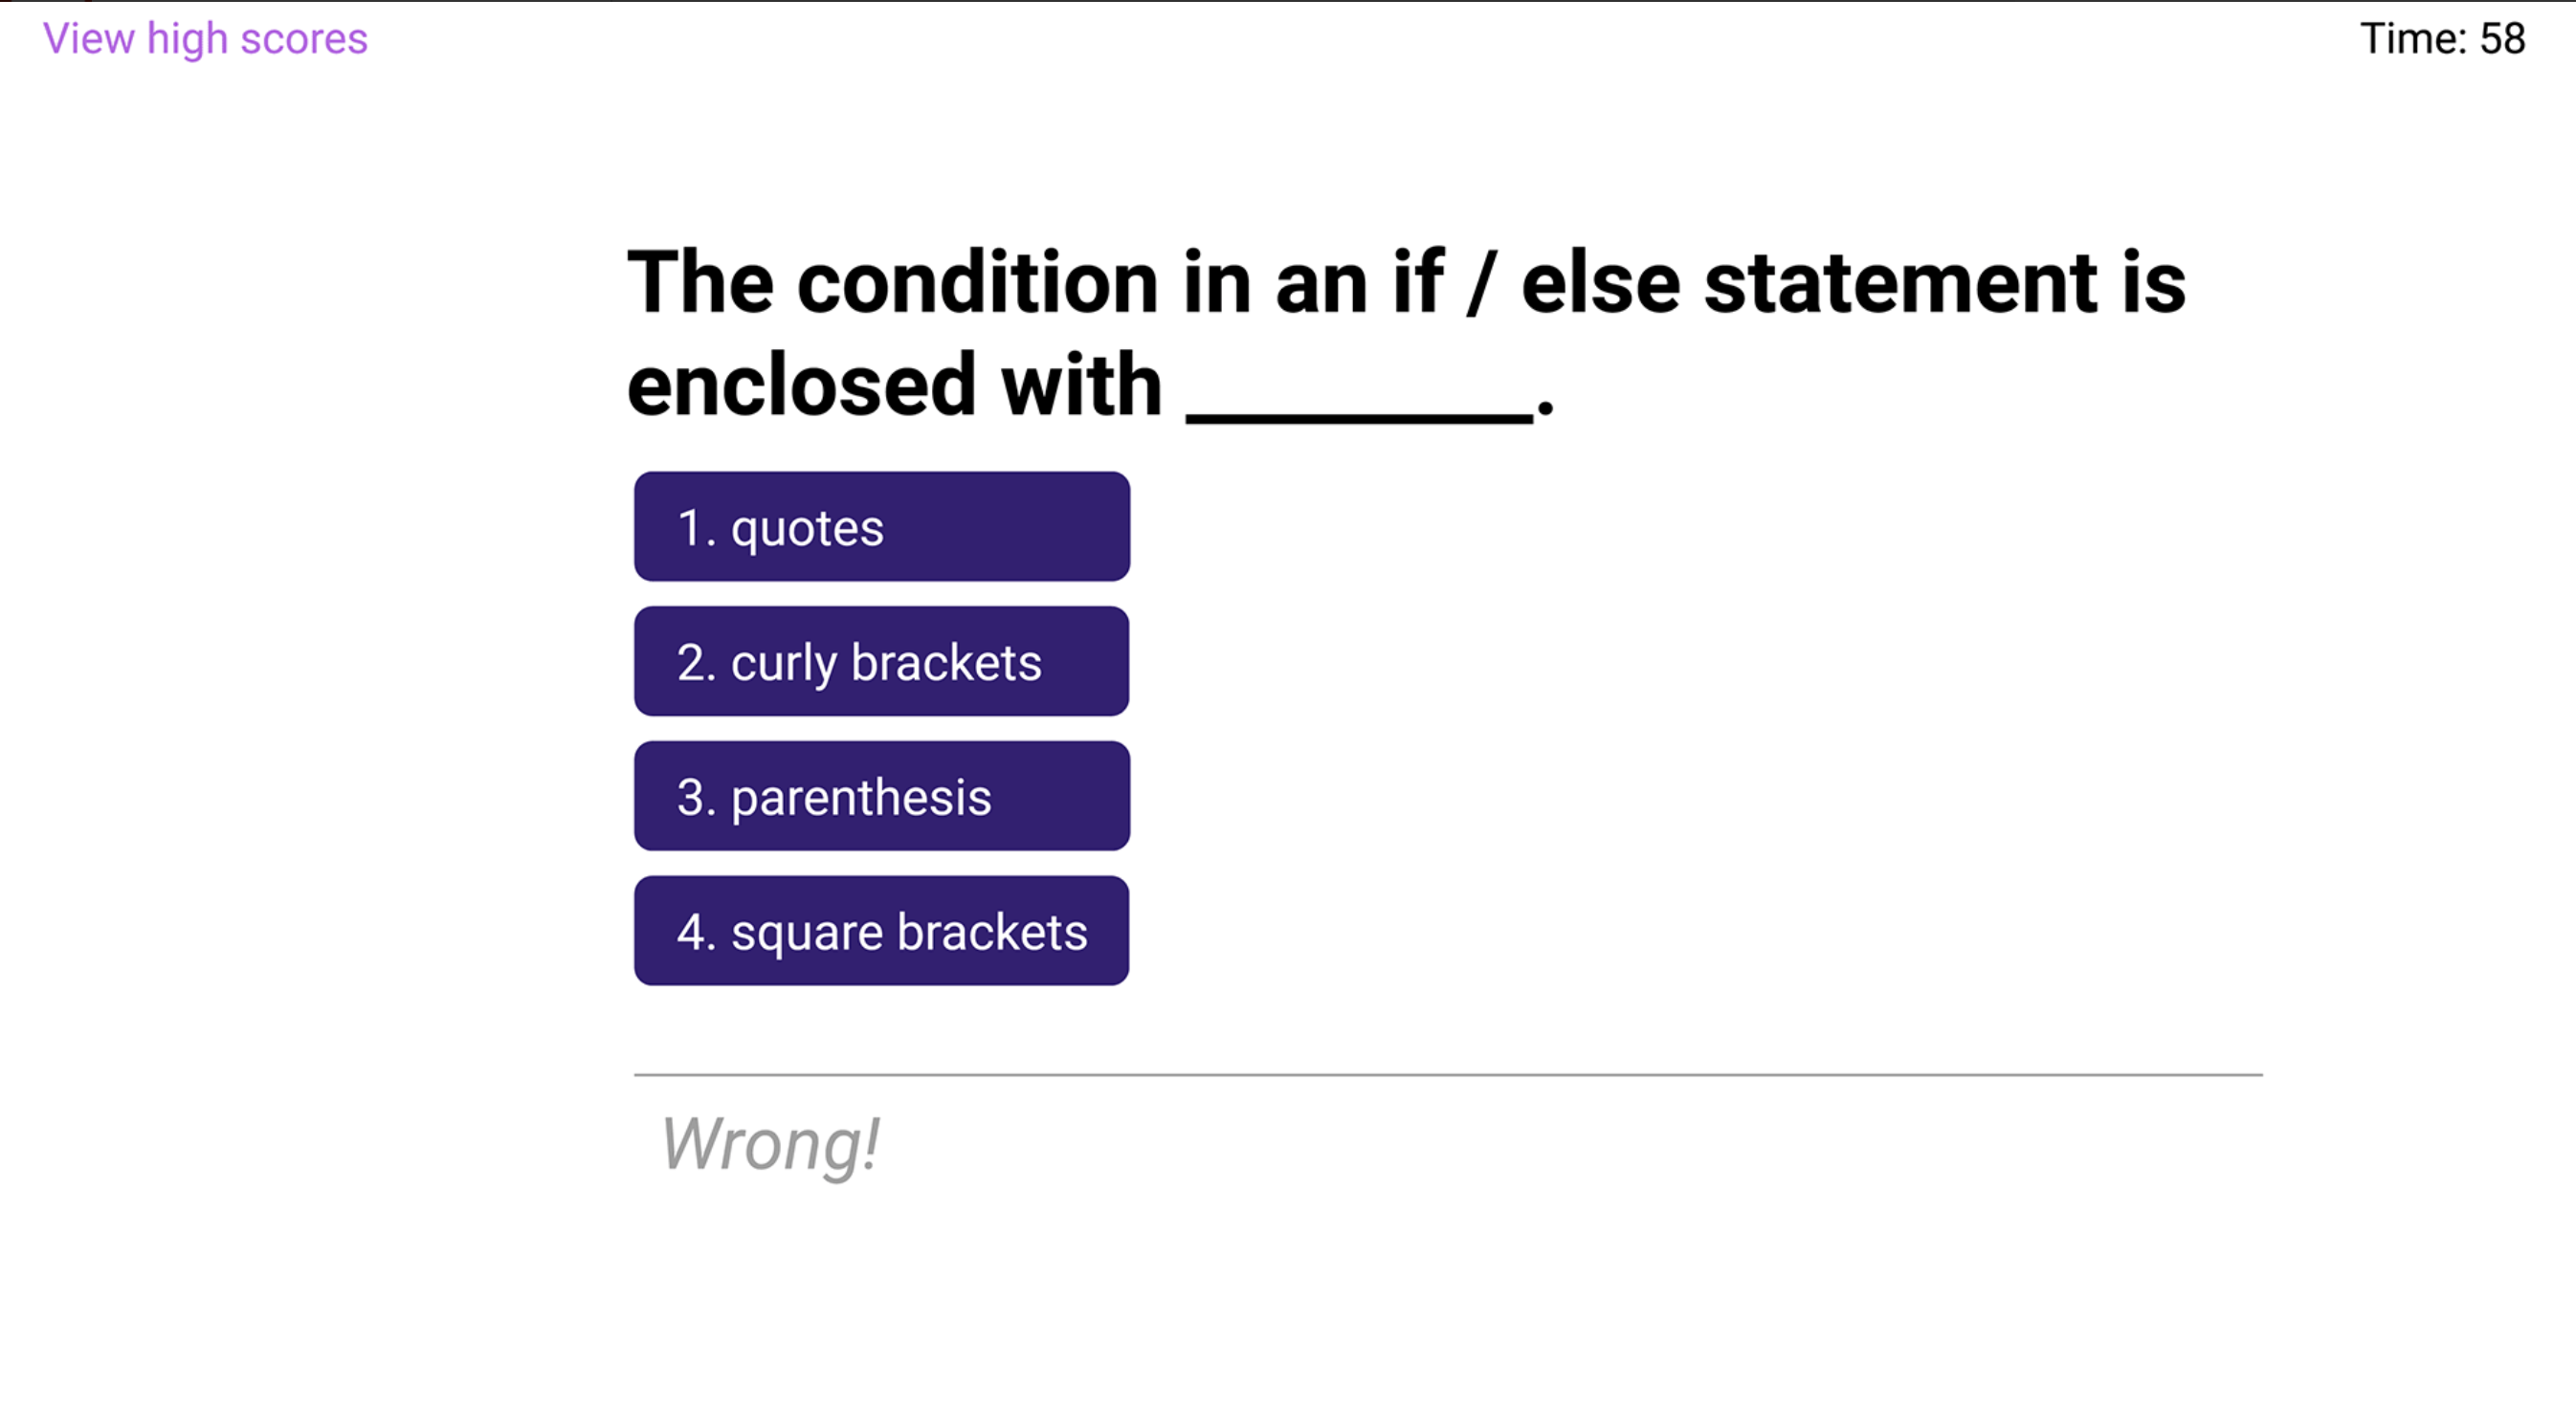 View high scores
Time: 58
The condition in an if / else statement is
enclosed with ________.
1. quotes
2. curly brackets
3. parenthesis
4. square brackets
Wrong!